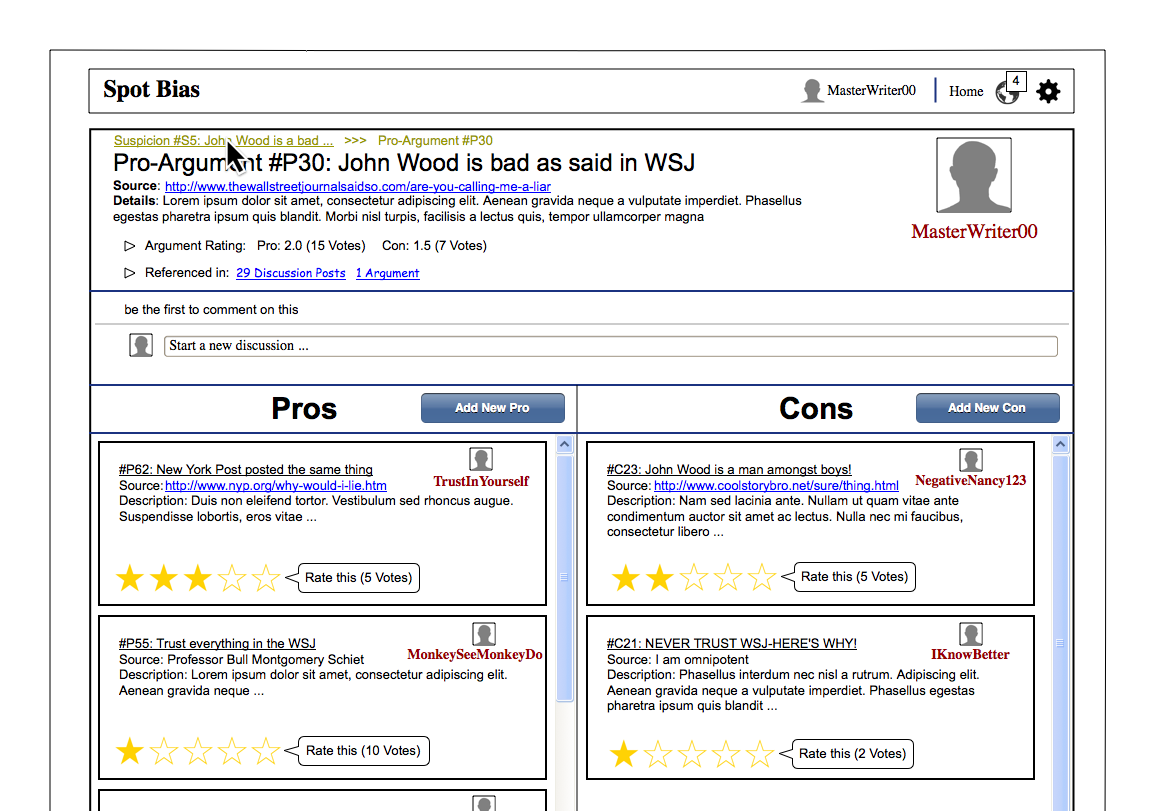 Spot Bias
MasterWriter00
Home
4
Suspicion #S5: John Wood is a bad ... >>> Pro-Argument #P30
Pro-Argument #P30: John Wood is bad as said in WSJ
Source: http://www.thewallstreetjournalsaidso.com/are-you-calling-me-a-liar
Details: Lorem ipsum dolor sit amet, consectetur adipiscing elit. Aenean gravida neque a vulputate imperdiet. Phasellus
egestas pharetra ipsum quis blandit. Morbi nisl turpis, facilisis a lectus quis, tempor ullamcorper magna
MasterWriter00
Argument Rating: Pro: 2.0 (15 Votes) Con: 1.5 (7 Votes)
Referenced in: 29 Discussion Posts 1 Argument
be the first to comment on this
Start a new discussion ...
Pros
Add New Pro
#P62: New York Post posted the same thing
Source: http://www.nyp.org/why-would-i-lie.htm
Description: Duis non eleifend tortor. Vestibulum sed rhoncus augue.
Suspendisse lobortis, eros vitae ...
TrustInYourself
Rate this (5 Votes)
#P55: Trust everything in the WSJ
Source: Professor Bull Montgomery Schiet
Description: Lorem ipsum dolor sit amet, consectetur adipiscing elit.
Aenean gravida neque ...
MonkeySeeMonkeyDo
Rate this (10 Votes)
Cons
Add New Con
#C23: John Wood is a man amongst boys!
Source: http://www.coolstorybro.net/sure/thing.html
Description: Nam sed lacinia ante. Nullam ut quam vitae ante
condimentum auctor sit amet ac lectus. Nulla nec mi faucibus,
consectetur libero ...
NegativeNancy123
Rate this (5 Votes)
#C21: NEVER TRUST WSJ-HERE'S WHY!
Source: I am omnipotent
Description: Phasellus interdum nec nisl a rutrum. Adipiscing elit.
Aenean gravida neque a vulputate imperdiet. Phasellus egestas
pharetra ipsum quis blandit ...
IKnowBetter
Rate this (2 Votes)